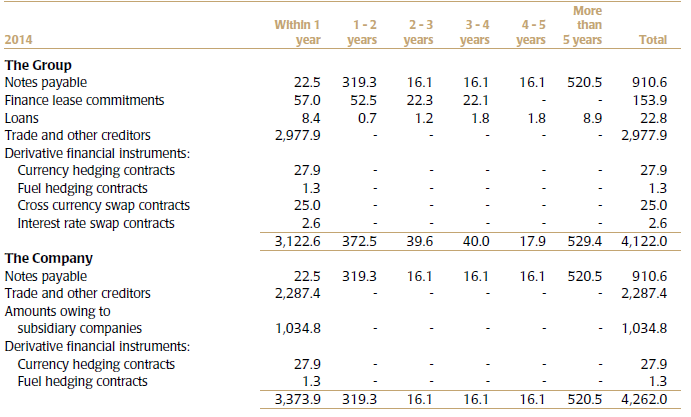 More
Within 1 1 - 2 2 - 3 3 - 4 4 - 5 than
2014 year years years years years 5 years Total
The Group
Notes payable 22.5 319.3 16.1 16.1 16.1 520.5 910.6
Finance lease commitments 57.0 52.5 22.3 22.1 - - 153.9
Loans 8.4 0.7 1.2 1.8 1.8 8.9 22.8
Trade and other creditors 2,977.9 - - - - - 2,977.9
Derivative financial instruments:
Currency hedging contracts 27.9 - - - - - 27.9
Fuel hedging contracts 1.3 - - - - - 1.3
Cross currency swap contracts 25.0 - - - - - 25.0
Interest rate swap contracts 2.6 - - - - - 2.6
3,122.6 372.5 39.6 40.0 17.9 529.4 4,122.0
The Company
Notes payable 22.5 319.3 16.1 16.1 16.1 520.5 910.6
Trade and other creditors 2,287.4 - - - - - 2,287.4
Amounts owing to
subsidiary companies 1,034.8 - - - - - 1,034.8
Derivative financial instruments:
Currency hedging contracts 27.9 - - - - - 27.9
Fuel hedging contracts 1.3 - - - - - 1.3
3,373.9 319.3 16.1 16.1 16.1 520.5 4,262.0